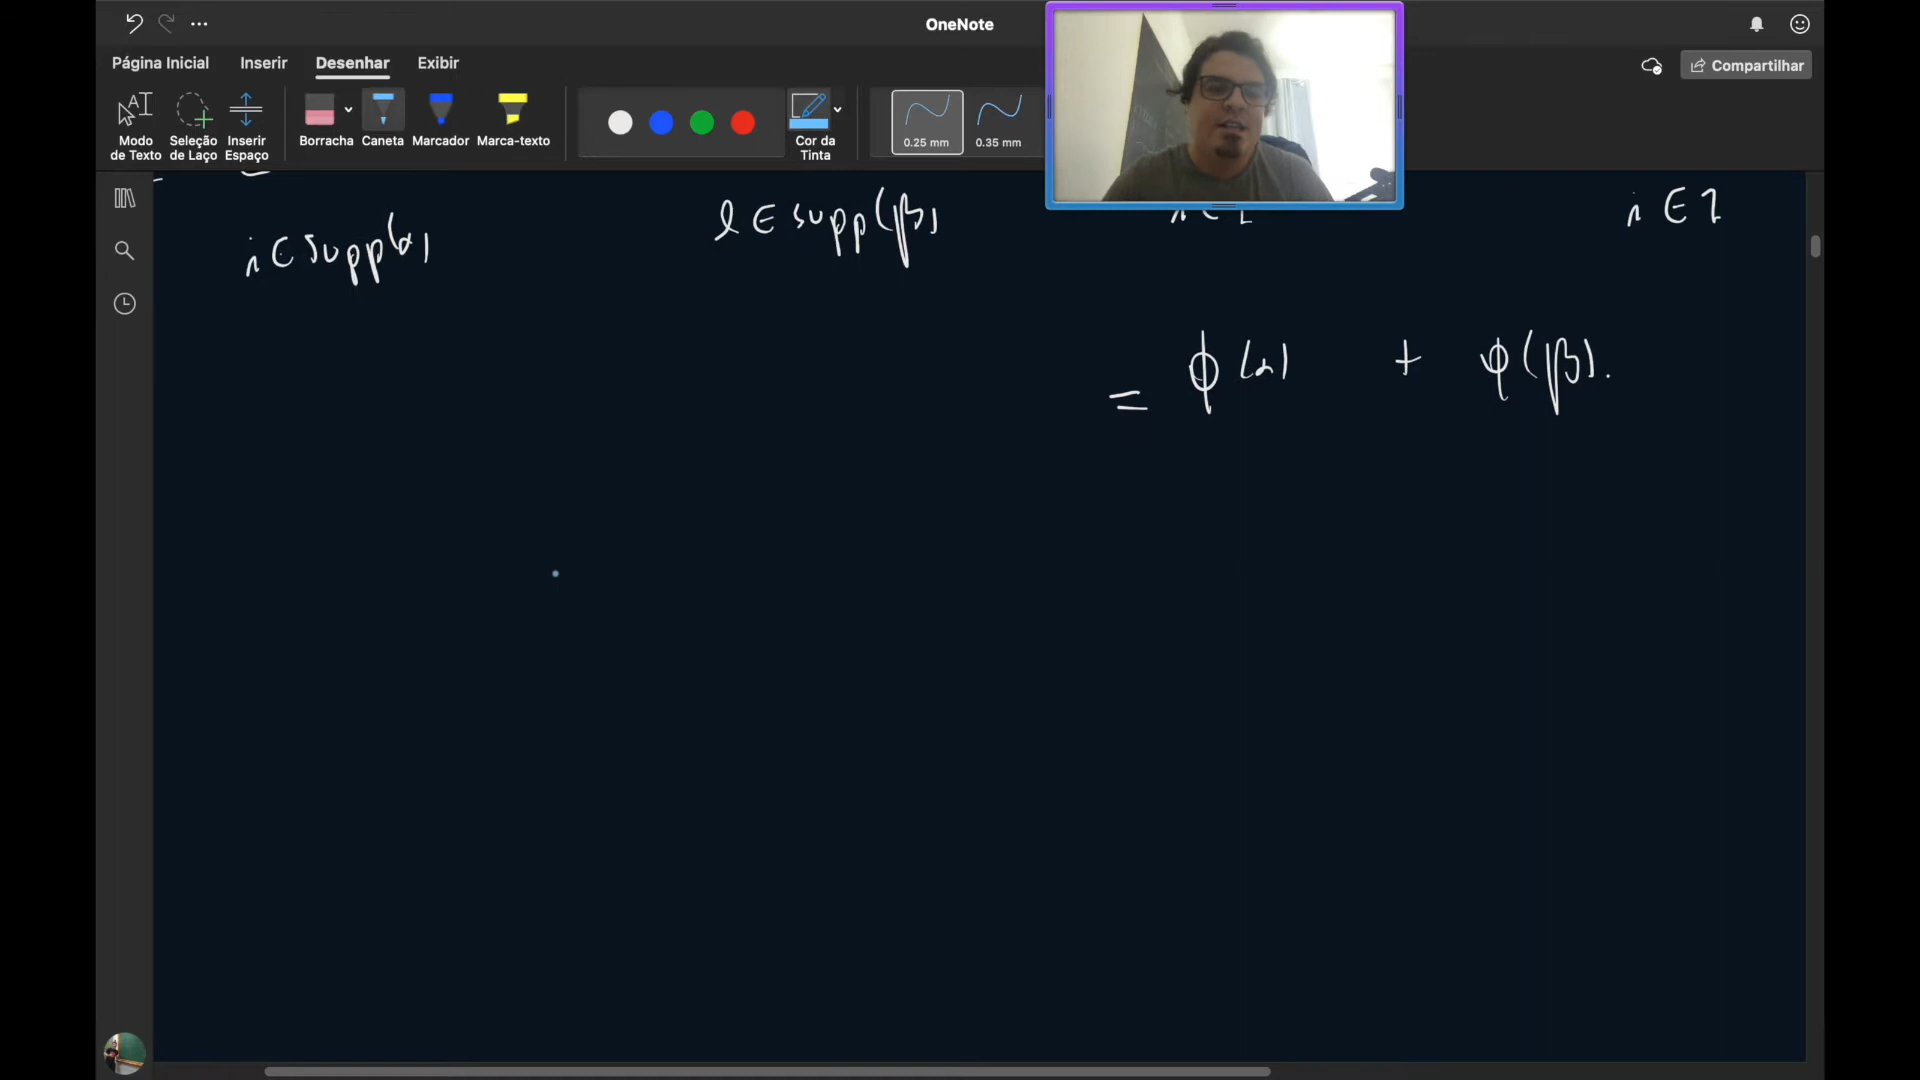 OneNote
Página Inicial Inserir Desenhar Exibir
Compartilhar
Modo de Texto Seleção de Laço Inserir Espaço Borracha Caneta Marcador Marca-texto Cor da Tinta 0.25 mm 0.35 mm
i ∈ supp(α) l ∈ supp(β) i ∈ I
= φ(α) + φ(β).